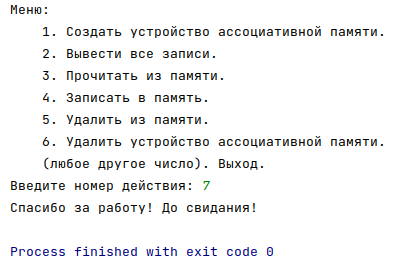 Меню:
1. Создать устройство ассоциативной памяти.
2. Вывести все записи.
3. Прочитать из памяти.
4. Записать в память.
5. Удалить из памяти.
6. Удалить устройство ассоциативной памяти.
(любое другое число). Выход.
Введите номер действия: 7
Спасибо за работу! До свидания!
Process finished with exit code 0